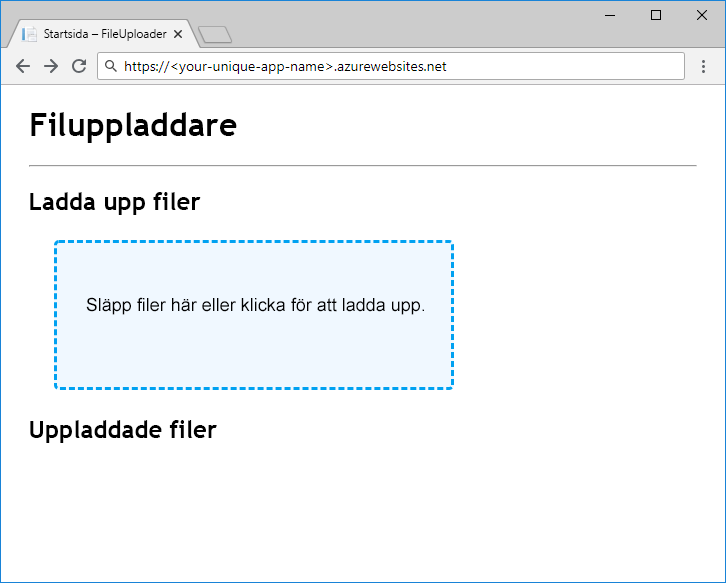 Startsida – FileUploader
https://<your-unique-app-name>.azurewebsites.net
Filuppladdare
Ladda upp filer
Släpp filer här eller klicka för att ladda upp.
Uppladdade filer